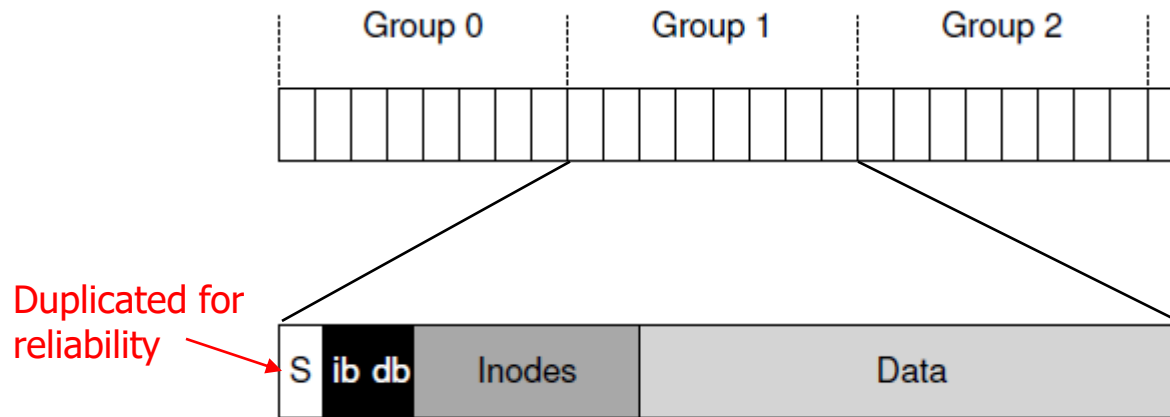 Group 0 Group 1 Group 2
Duplicated for
reliability
S ib db Inodes Data